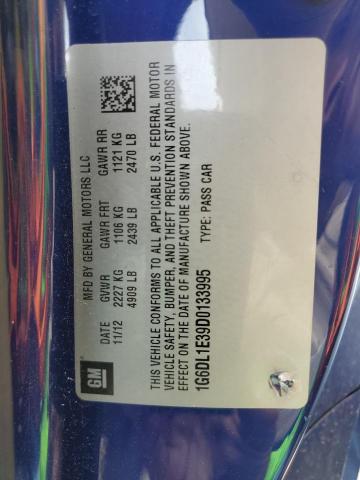 MFD BY GENERAL MOTORS LLC
DATE GVWR GAWR FRT GAWR RR
11/12 2227 KG 1106 KG 1121 KG
4909 LB 2439 LB 2470 LB
THIS VEHICLE CONFORMS TO ALL APPLICABLE U.S. FEDERAL MOTOR
VEHICLE SAFETY, BUMPER, AND THEFT PREVENTION STANDARDS IN
EFFECT ON THE DATE OF MANUFACTURE SHOWN ABOVE.
1G6DL1E39D0133995 TYPE: PASS CAR
GM